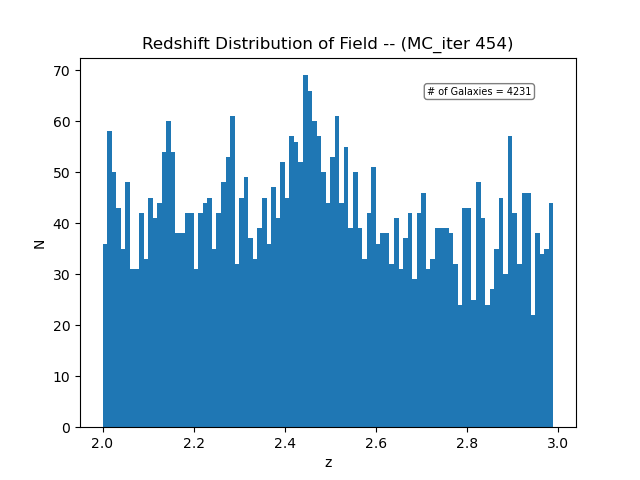 Redshift Distribution of Field -- (MC_iter 454)
# of Galaxies = 4231
N
70
60
50
40
30
20
10
0
2.0 2.2 2.4 2.6 2.8 3.0
z